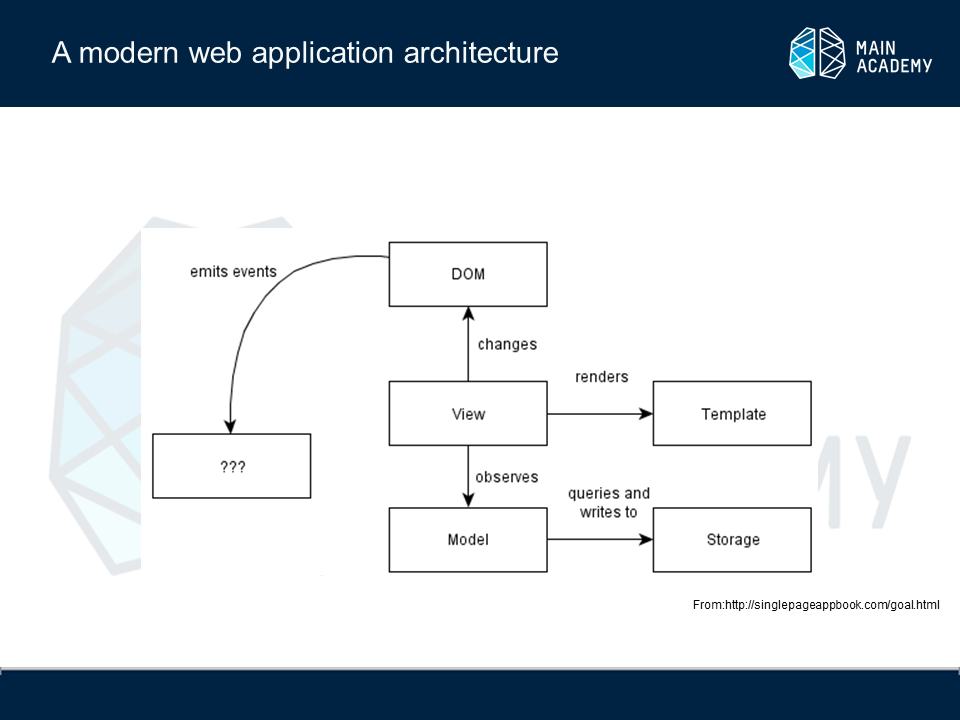 A modern web application architecture
MAIN
ACADEMY
emits events
DOM
changes
renders
View
Template
???
observes
queries and
writes to
Model
Storage
MY
From:http://singlepageappbook.com/goal.html